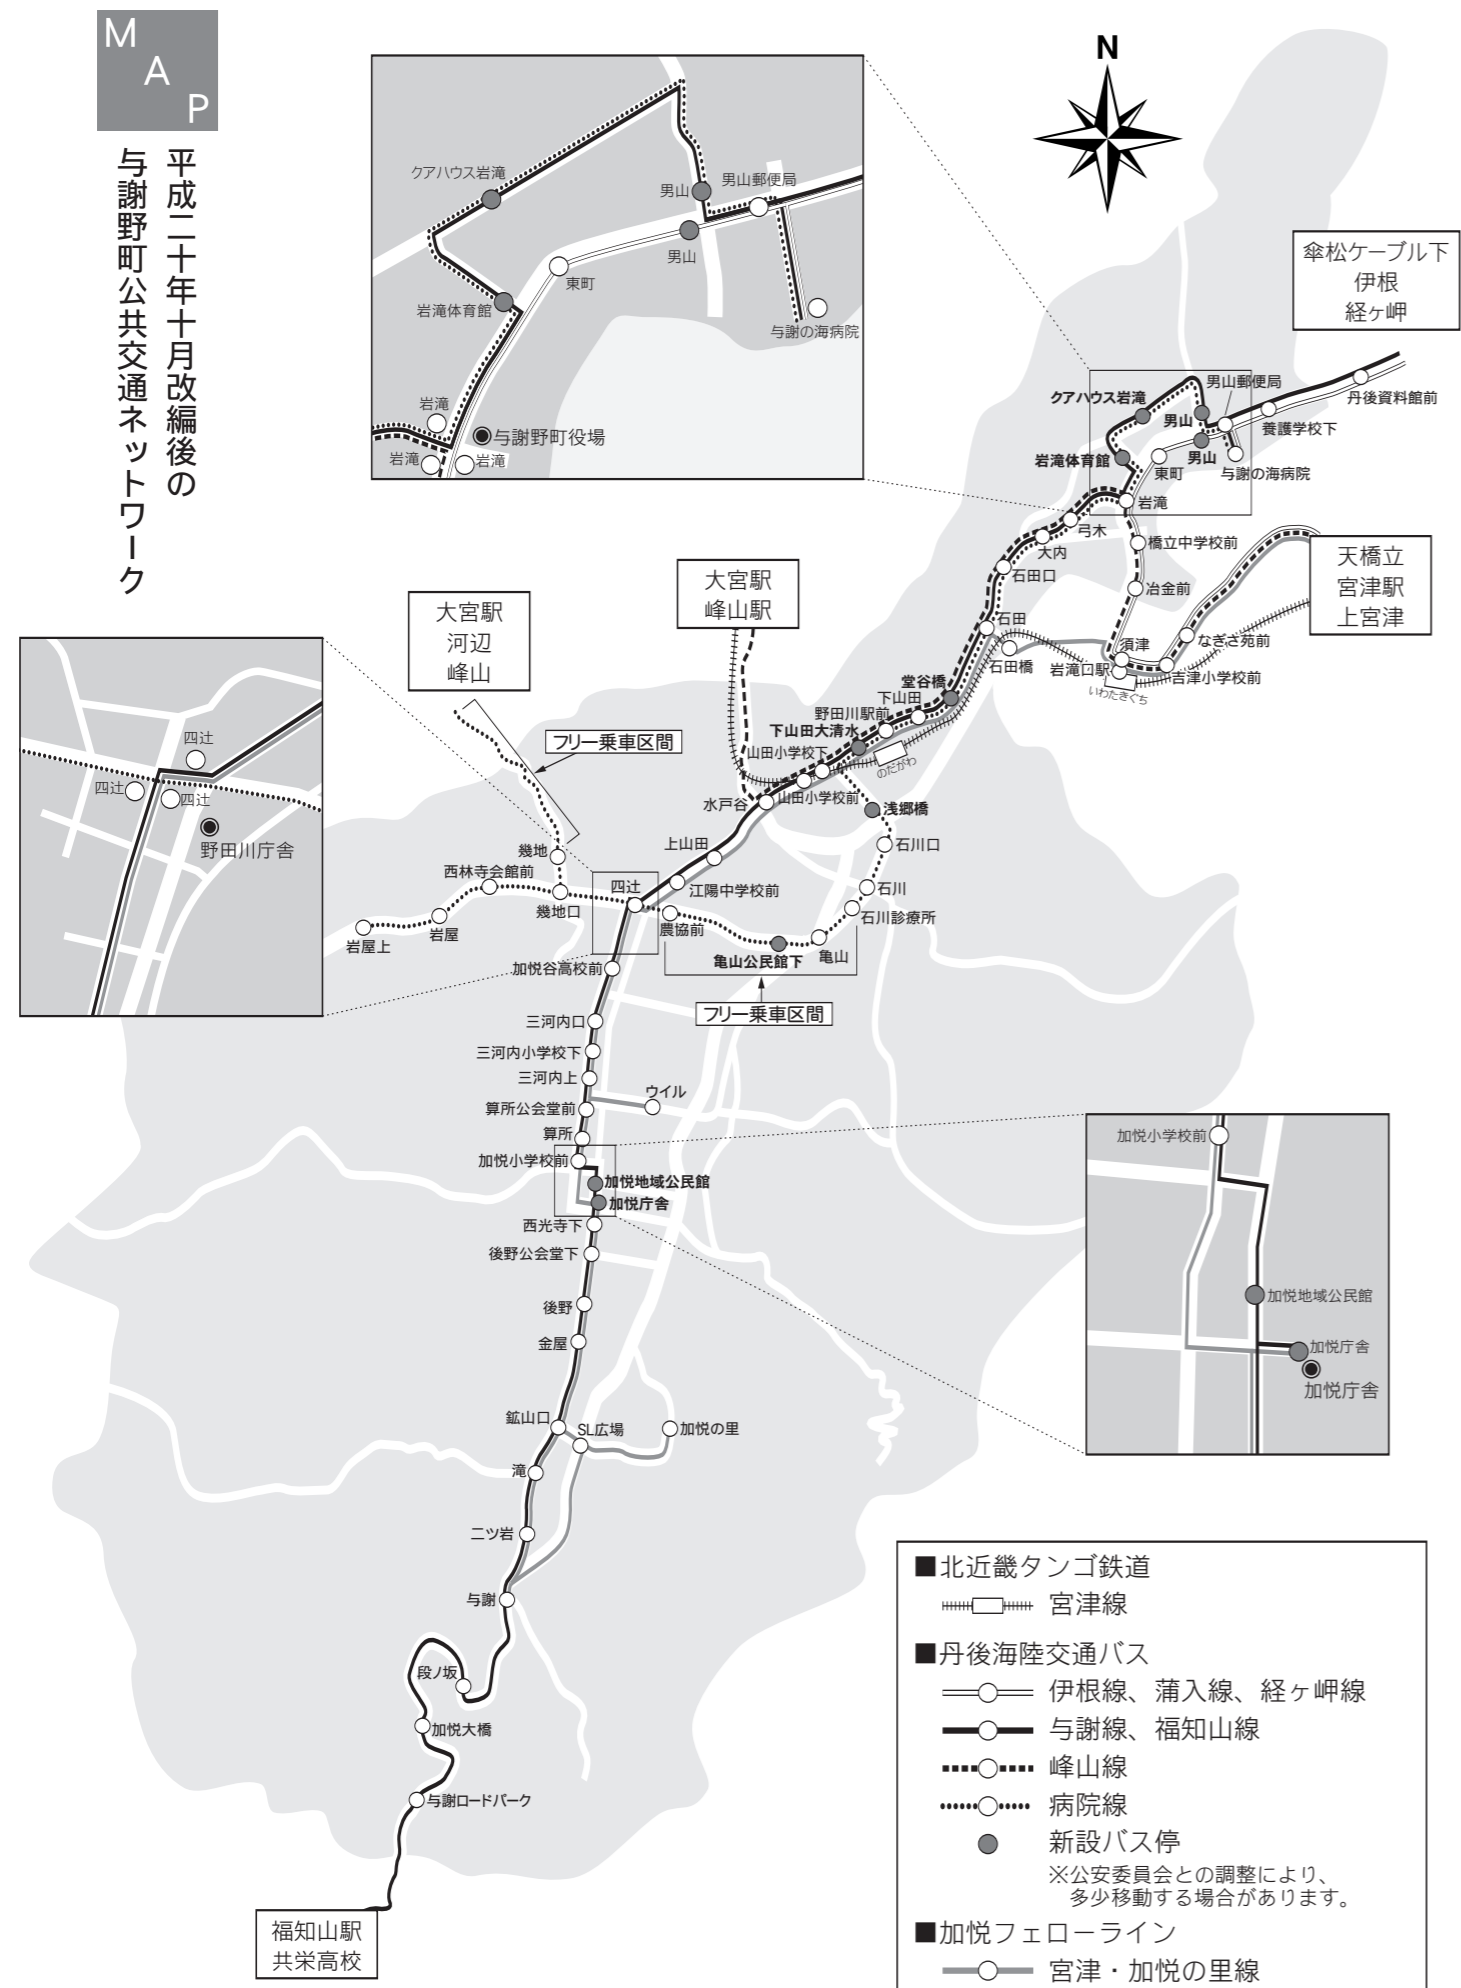 MAP
平成二十年十月改編後の
与謝野町公共交通ネットワーク
クアハウス岩滝
男山
男山郵便局
男山
東町
岩滝体育館
与謝の海病院
岩滝
与謝野町役場
岩滝
岩滝
N
傘松ケーブル下
伊根
経ヶ岬
男山郵便局
クアハウス岩滝
丹後資料館前
男山
養護学校下
岩滝体育館
男山
東町
与謝の海病院
岩滝
弓木
橋立中学校前
大内
天橋立
宮津駅
上宮津
大宮駅
峰山駅
石田口
冶金前
大宮駅
河辺
峰山
石田
須津
なぎさ苑前
石田橋
岩滝口駅
吉津小学校前
いわたきぐち
堂谷橋
下山田
野田川駅前
下山田大清水
フリー乗車区間
山田小学校下
のだがわ
水戸谷
山田小学校前
浅郷橋
四辻
四辻
四辻
野田川庁舎
上山田
石川口
幾地
西林寺会館前
四辻
江陽中学校前
石川
幾地口
石川診療所
岩屋
農協前
岩屋上
亀山公民館下
亀山
加悦谷高校前
フリー乗車区間
三河内口
三河内小学校下
三河内上
ウイル
算所公会堂前
算所
加悦小学校前
加悦小学校前
加悦地域公民館
加悦庁舎
西光寺下
後野公会堂下
加悦地域公民館
後野
加悦庁舎
金屋
加悦庁舎
鉱山口
SL広場
加悦の里
滝
二ツ岩
与謝
段ノ坂
加悦大橋
与謝ロードパーク
福知山駅
共栄高校
■北近畿タンゴ鉄道
宮津線
■丹後海陸交通バス
伊根線、蒲入線、経ヶ岬線
与謝線、福知山線
峰山線
病院線
新設バス停
※公安委員会との調整により、
多少移動する場合があります。
■加悦フェローライン
宮津・加悦の里線